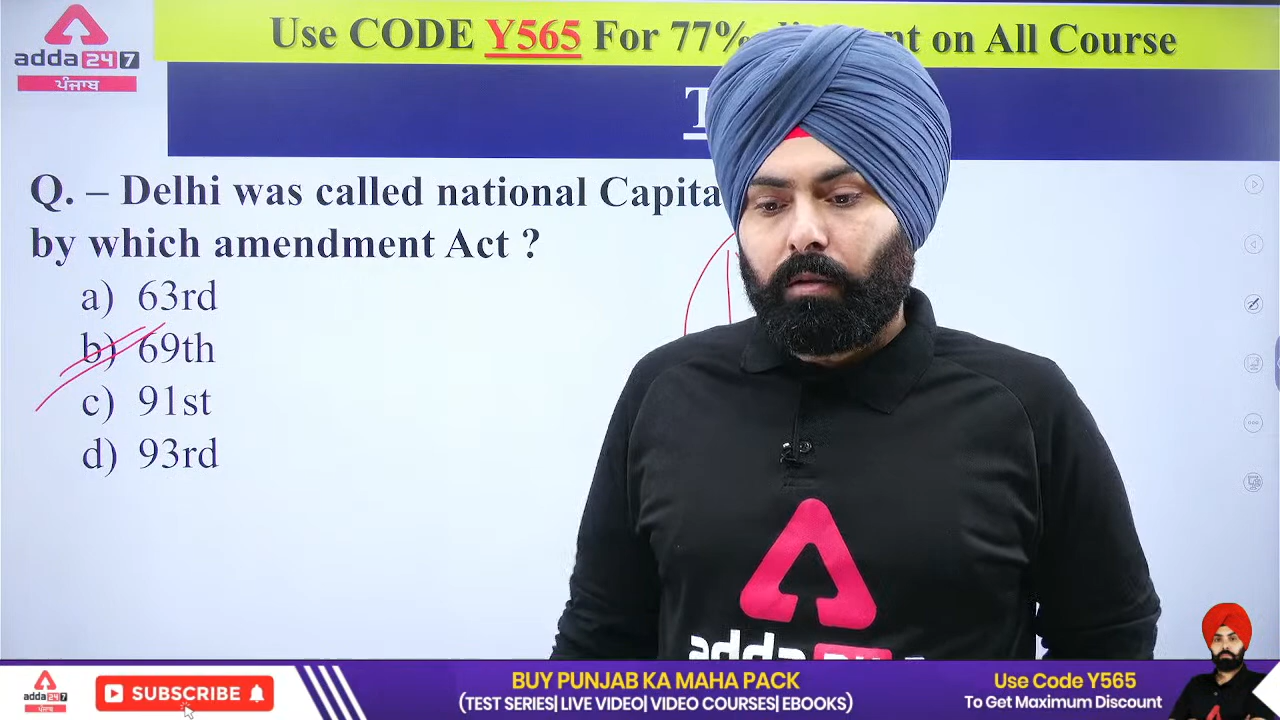 Use CODE Y565 For 77% on All Course
adda 247
ਪੰਜਾਬ
Q. – Delhi was called national
by which amendment Act ?
a) 63rd
b) 69th
c) 91st
d) 93rd
adda 247
adda 247
ਪੰਜਾਬ
SUBSCRIBE
BUY PUNJAB KA MAHA PACK
(TEST SERIES| LIVE VIDEO| VIDEO COURSES| EBOOKS)
Use Code Y565
To Get Maximum Discount